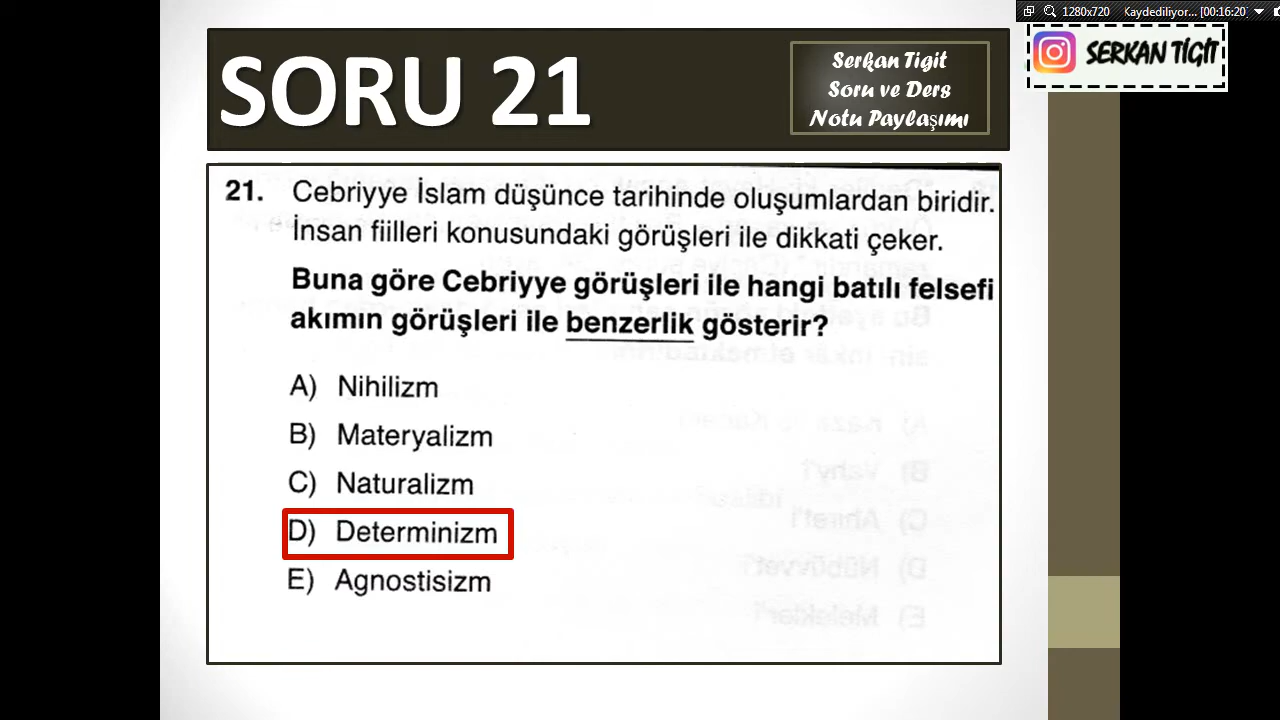 1280x720 Kaydediliyor... [00:16:20]
SERKAN TİGİT
SORU 21
Serkan Tigit
Soru ve Ders
Notu Paylaşımı
21. Cebriyye İslam düşünce tarihinde oluşumlardan biridir.
İnsan fiilleri konusundaki görüşleri ile dikkati çeker.
Buna göre Cebriyye görüşleri ile hangi batılı felsefi
akımın görüşleri ile benzerlik gösterir?
A) Nihilizm
B) Materyalizm
C) Naturalizm
D) Determinizm
E) Agnostisizm